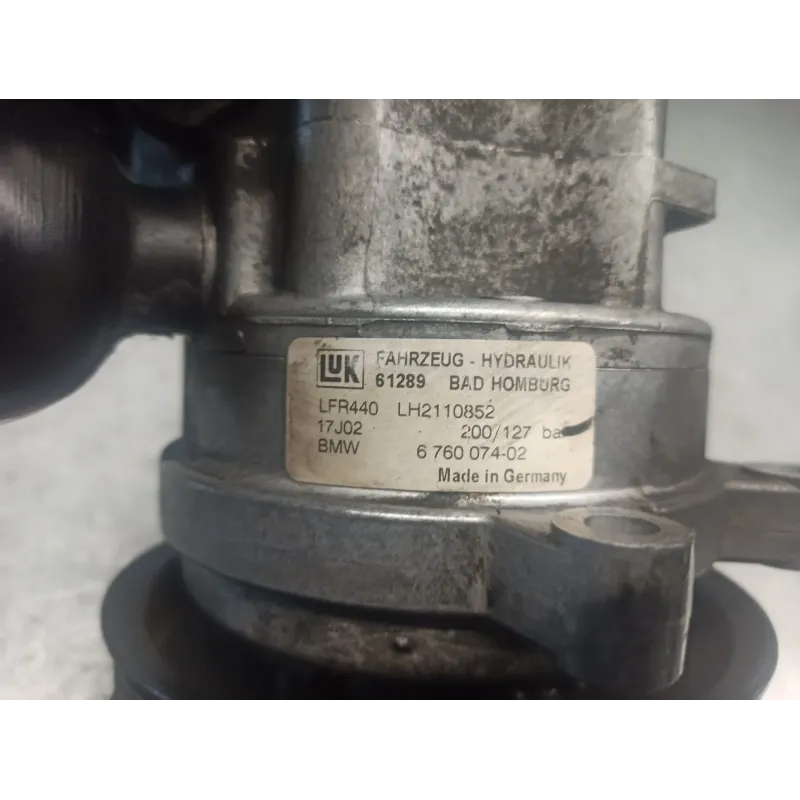 LUK FAHRZEUG - HYDRAULIK
61289 BAD HOMBURG
LFR440 LH2110852
17J02 200/127 bar
BMW 6 760 074-02
Made in Germany